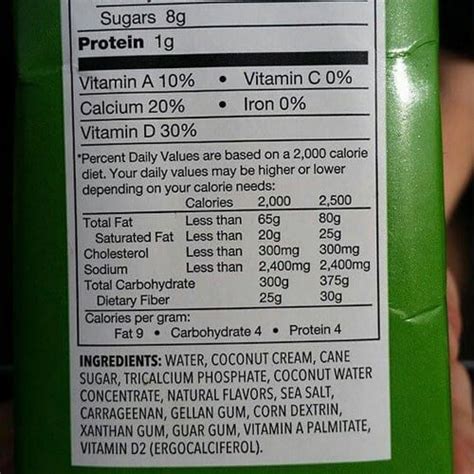 Sugars 8g
Protein 1g
Vitamin A 10% • Vitamin C 0%
Calcium 20% • Iron 0%
Vitamin D 30%
*Percent Daily Values are based on a 2,000 calorie
diet. Your daily values may be higher or lower
depending on your calorie needs:
Calories 2,000 2,500
Total Fat Less than 65g 80g
Saturated Fat Less than 20g 25g
Cholesterol Less than 300mg 300mg
Sodium Less than 2,400mg 2,400mg
Total Carbohydrate 300g 375g
Dietary Fiber 25g 30g
Calories per gram:
Fat 9 • Carbohydrate 4 • Protein 4
INGREDIENTS: WATER, COCONUT CREAM, CANE
SUGAR, TRICALCIUM PHOSPHATE, COCONUT WATER
CONCENTRATE, NATURAL FLAVORS, SEA SALT,
CARRAGEENAN, GELLAN GUM, CORN DEXTRIN,
XANTHAN GUM, GUAR GUM, VITAMIN A PALMITATE,
VITAMIN D2 (ERGOCALCIFEROL).